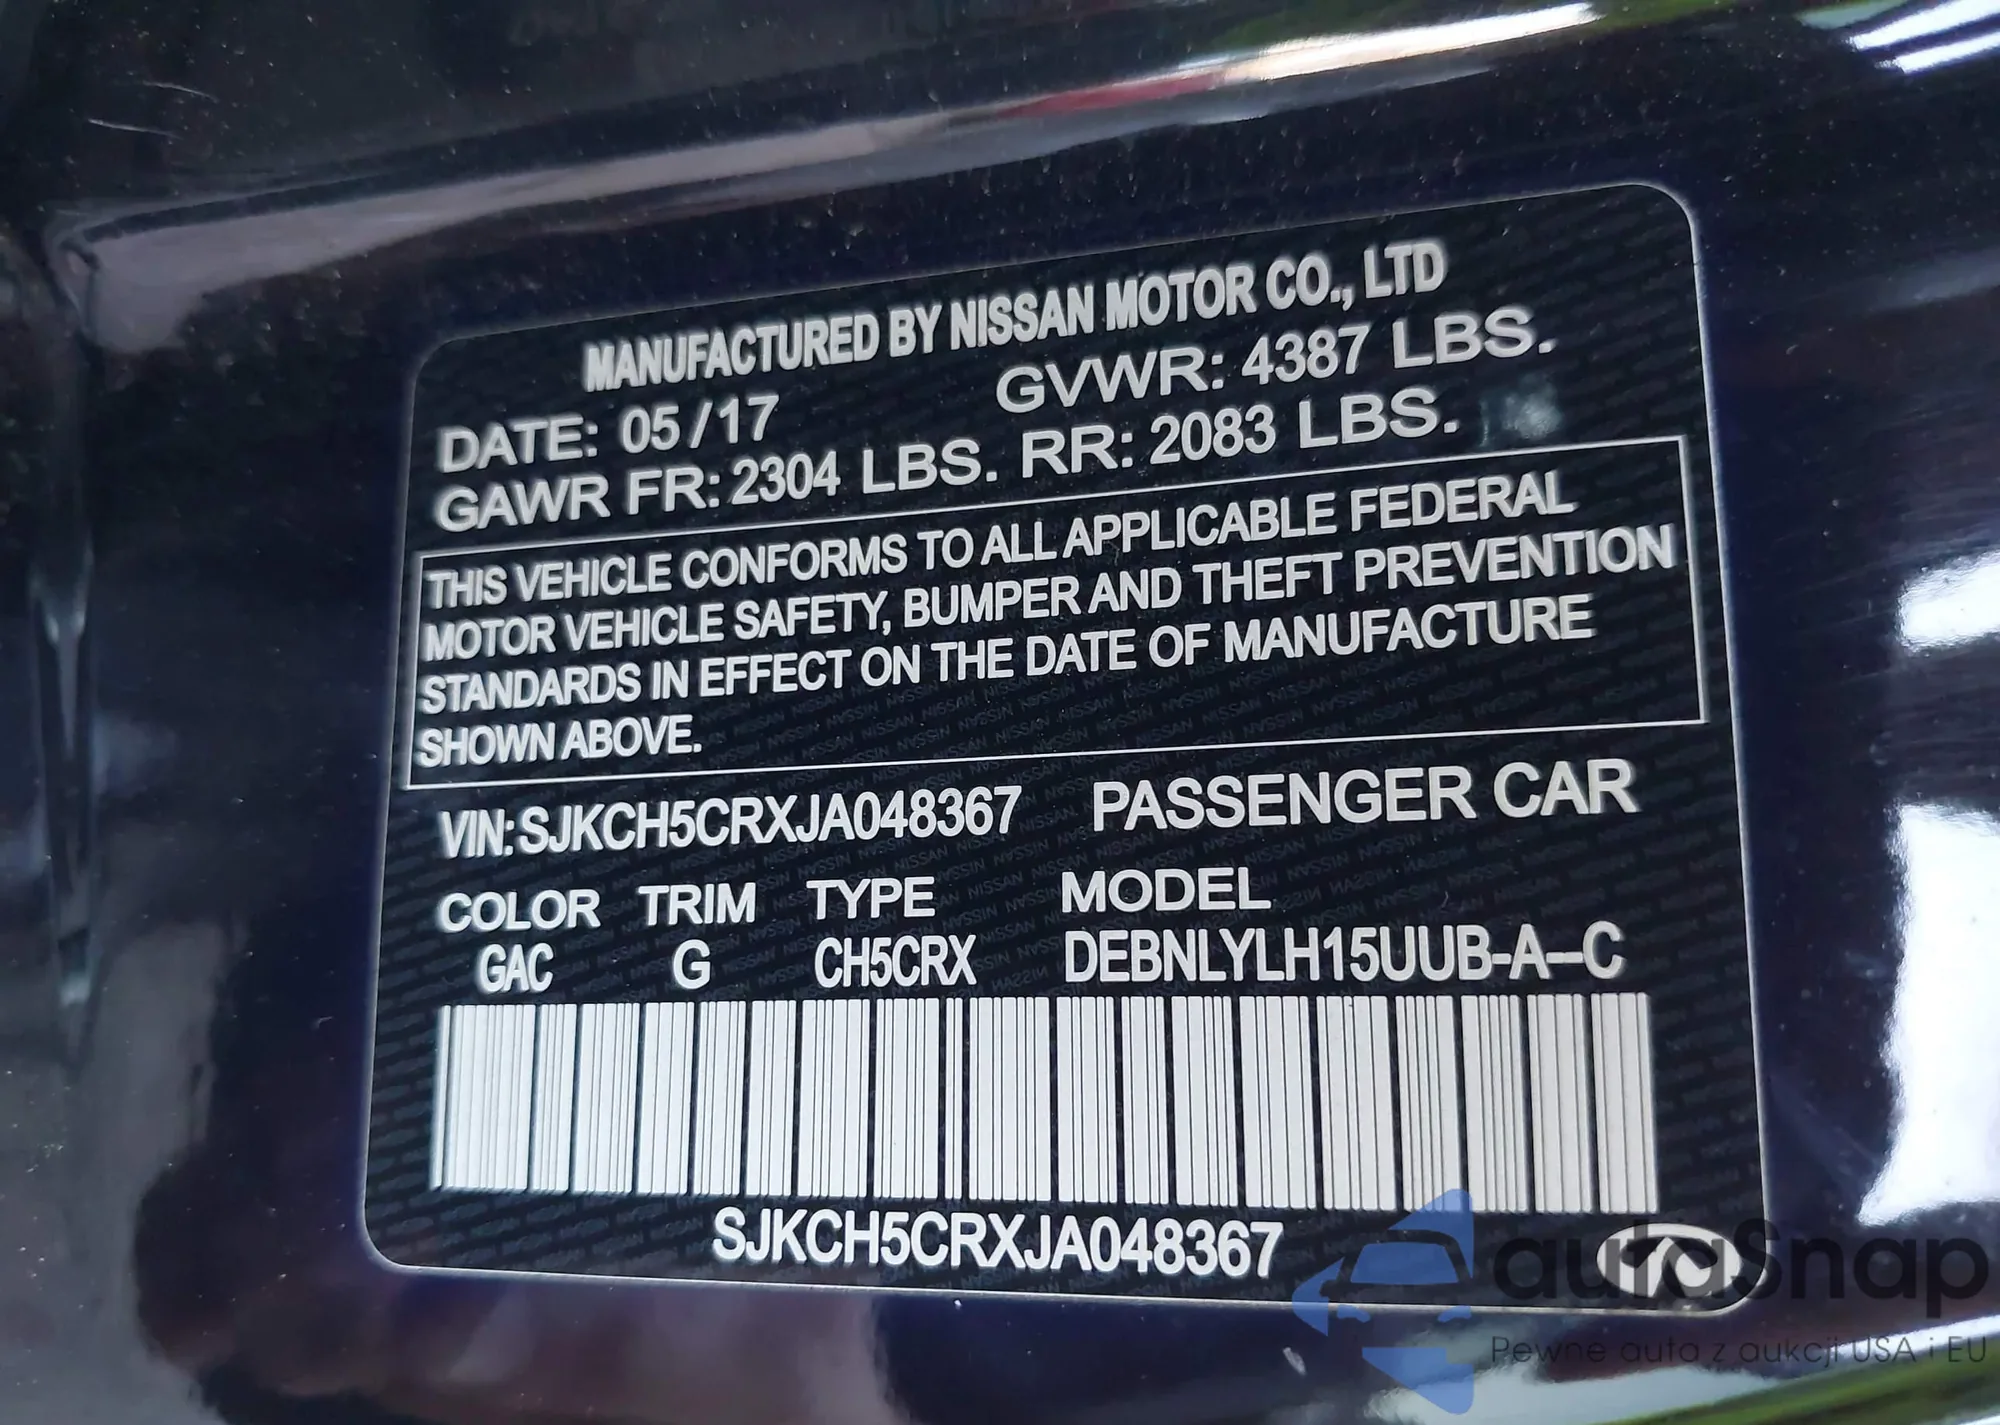 MANUFACTURED BY NISSAN MOTOR CO., LTD
DATE: 05/17 GVWR: 4387 LBS.
GAWR FR: 2304 LBS. RR: 2083 LBS.
THIS VEHICLE CONFORMS TO ALL APPLICABLE FEDERAL
MOTOR VEHICLE SAFETY, BUMPER AND THEFT PREVENTION
STANDARDS IN EFFECT ON THE DATE OF MANUFACTURE
SHOWN ABOVE.
VIN: SJKCH5CRXJA048367 PASSENGER CAR
COLOR TRIM TYPE MODEL
GAC G CH5CRX DEBNLYLH15UUB-A–C
SJKCH5CRXJA048367
autaSnap
Pewne auta z aukcji USA i EU